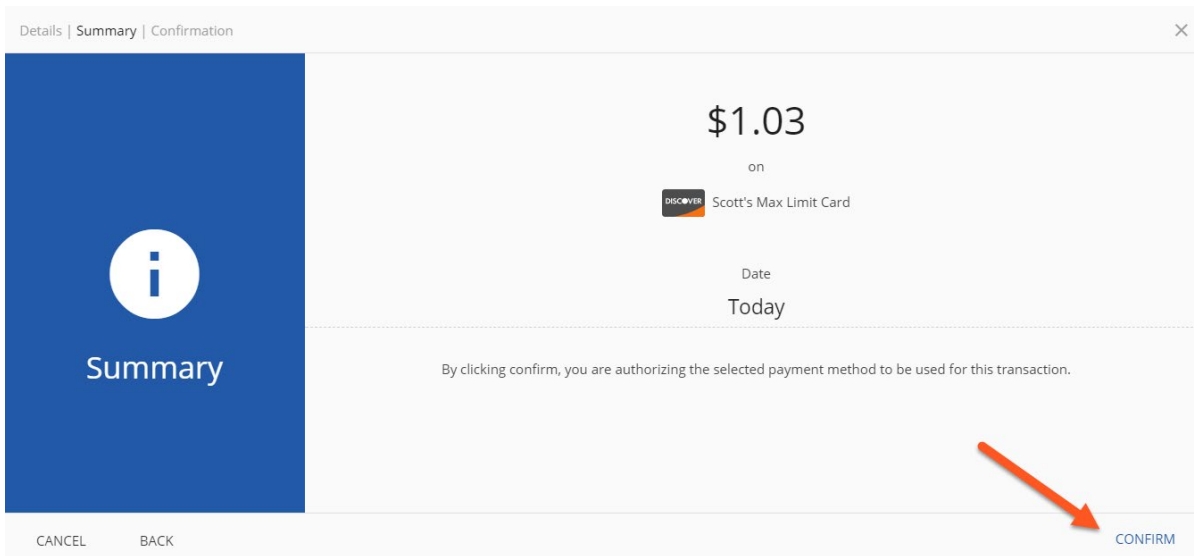 Details | Summary | Confirmation
$1.03
on
DISCOVER Scott's Max Limit Card
Date
Today
i
Summary
By clicking confirm, you are authorizing the selected payment method to be used for this transaction.
CANCEL BACK CONFIRM